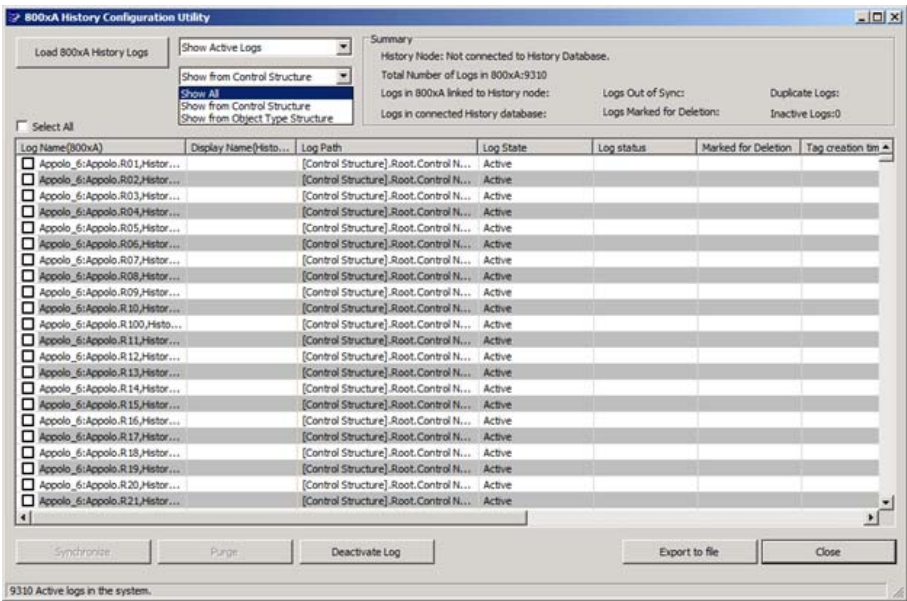 800xA History Configuration Utility
Load 800xA History Logs
Show Active Logs
Show from Control Structure
Show All
Show from Control Structure
Show from Object Type Structure
Summary
History Node: Not connected to History Database.
Total Number of Logs in 800xA:9310
Logs in 800xA linked to History node: Logs Out of Sync: Duplicate Logs:
Logs in connected History database: Logs Marked for Deletion: Inactive Logs:0
Select All
Log Name(800xA) Display Name(Histo... Log Path Log State Log status Marked for Deletion Tag creation tim
Appolo_6:Appolo.R01,Histor... [Control Structure].Root.Control N... Active
Appolo_6:Appolo.R02,Histor... [Control Structure].Root.Control N... Active
Appolo_6:Appolo.R03,Histor... [Control Structure].Root.Control N... Active
Appolo_6:Appolo.R04,Histor... [Control Structure].Root.Control N... Active
Appolo_6:Appolo.R05,Histor... [Control Structure].Root.Control N... Active
Appolo_6:Appolo.R06,Histor... [Control Structure].Root.Control N... Active
Appolo_6:Appolo.R07,Histor... [Control Structure].Root.Control N... Active
Appolo_6:Appolo.R08,Histor... [Control Structure].Root.Control N... Active
Appolo_6:Appolo.R09,Histor... [Control Structure].Root.Control N... Active
Appolo_6:Appolo.R10,Histor... [Control Structure].Root.Control N... Active
Appolo_6:Appolo.R100,Histo... [Control Structure].Root.Control N... Active
Appolo_6:Appolo.R11,Histor... [Control Structure].Root.Control N... Active
Appolo_6:Appolo.R12,Histor... [Control Structure].Root.Control N... Active
Appolo_6:Appolo.R13,Histor... [Control Structure].Root.Control N... Active
Appolo_6:Appolo.R14,Histor... [Control Structure].Root.Control N... Active
Appolo_6:Appolo.R15,Histor... [Control Structure].Root.Control N... Active
Appolo_6:Appolo.R16,Histor... [Control Structure].Root.Control N... Active
Appolo_6:Appolo.R17,Histor... [Control Structure].Root.Control N... Active
Appolo_6:Appolo.R18,Histor... [Control Structure].Root.Control N... Active
Appolo_6:Appolo.R19,Histor... [Control Structure].Root.Control N... Active
Appolo_6:Appolo.R20,Histor... [Control Structure].Root.Control N... Active
Appolo_6:Appolo.R21,Histor... [Control Structure].Root.Control N... Active
Synchronize Purge Deactivate Log Export to file Close
9310 Active logs in the system.